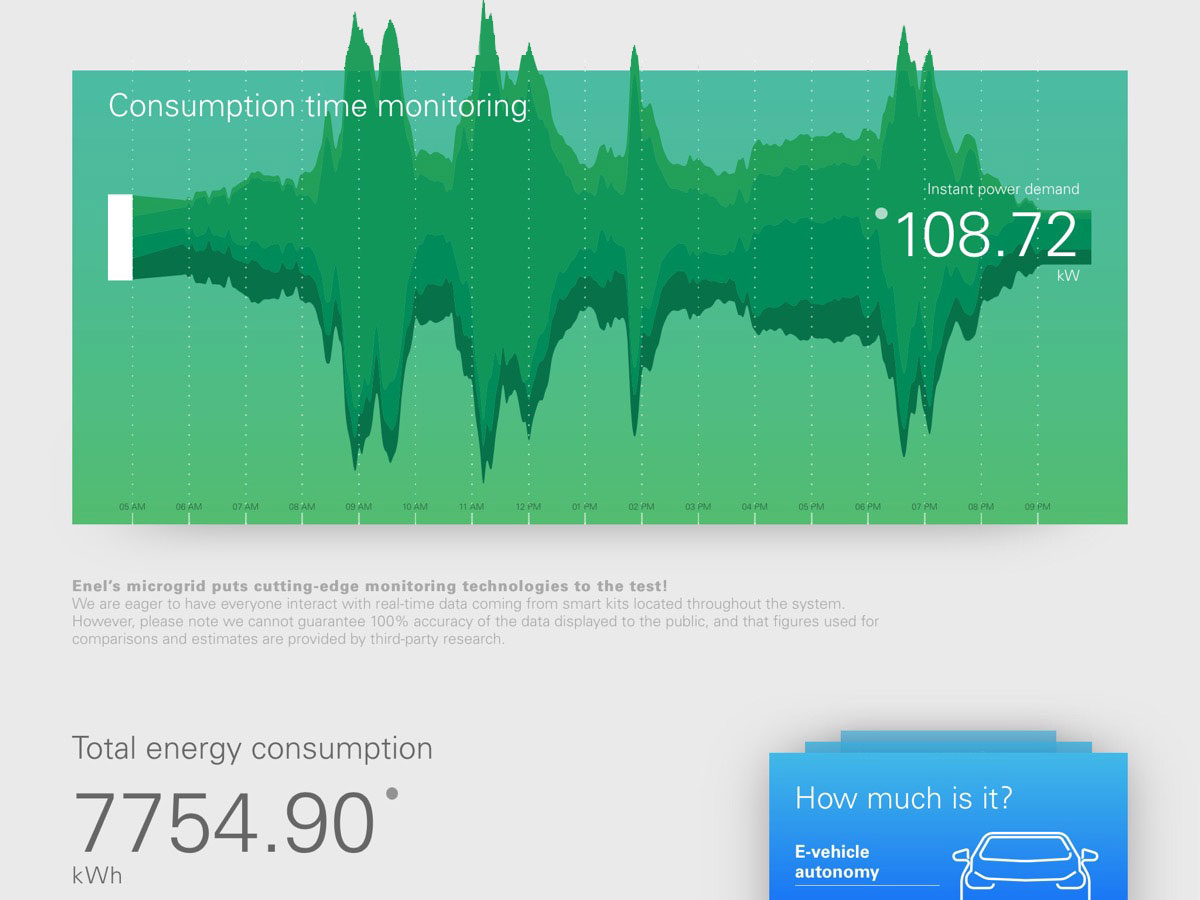 Consumption time monitoring
Instant power demand
108.72
kW
05 AM 06 AM 07 AM 08 AM 09 AM 10 AM 11 AM 12 PM 01 PM 02 PM 03 PM 04 PM 05 PM 06 PM 07 PM 08 PM 09 PM
Enel's microgrid puts cutting-edge monitoring technologies to the test!
We are eager to have everyone interact with real-time data coming from smart kits located throughout the system.
However, please note we cannot guarantee 100% accuracy of the data displayed to the public, and that figures used for
comparisons and estimates are provided by third-party research.
Total energy consumption
7754.90
kWh
How much is it?
E-vehicle
autonomy